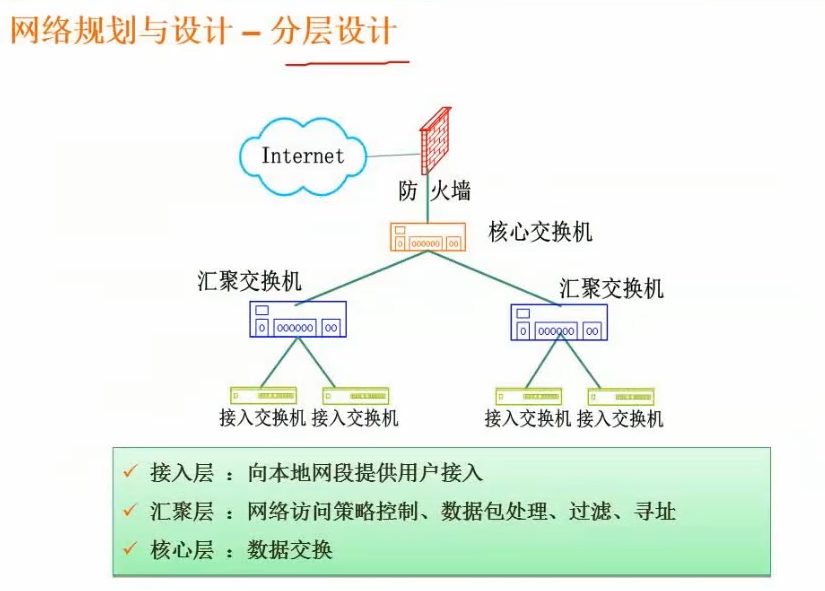 网络规划与设计 – 分层设计
Internet
防火墙
核心交换机
汇聚交换机
汇聚交换机
接入交换机 接入交换机 接入交换机 接入交换机
接入层 : 向本地网段提供用户接入
汇聚层 : 网络访问策略控制、数据包处理、过滤、寻址
核心层 : 数据交换